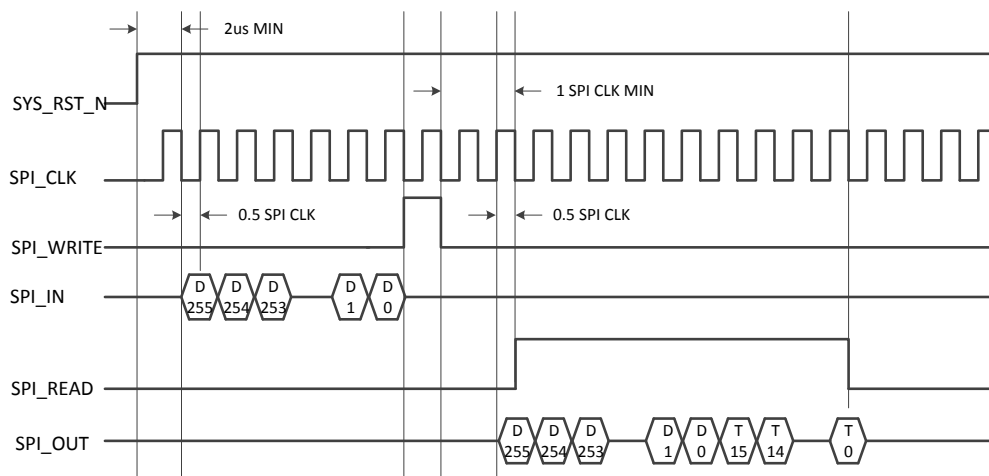 2us MIN
SYS_RST_N
1 SPI CLK MIN
SPI_CLK
0.5 SPI CLK
0.5 SPI CLK
SPI_WRITE
SPI_IN
D D D D D
255 254 253 1 0
SPI_READ
SPI_OUT
D D D D D T T T
255 254 253 1 0 15 14 0